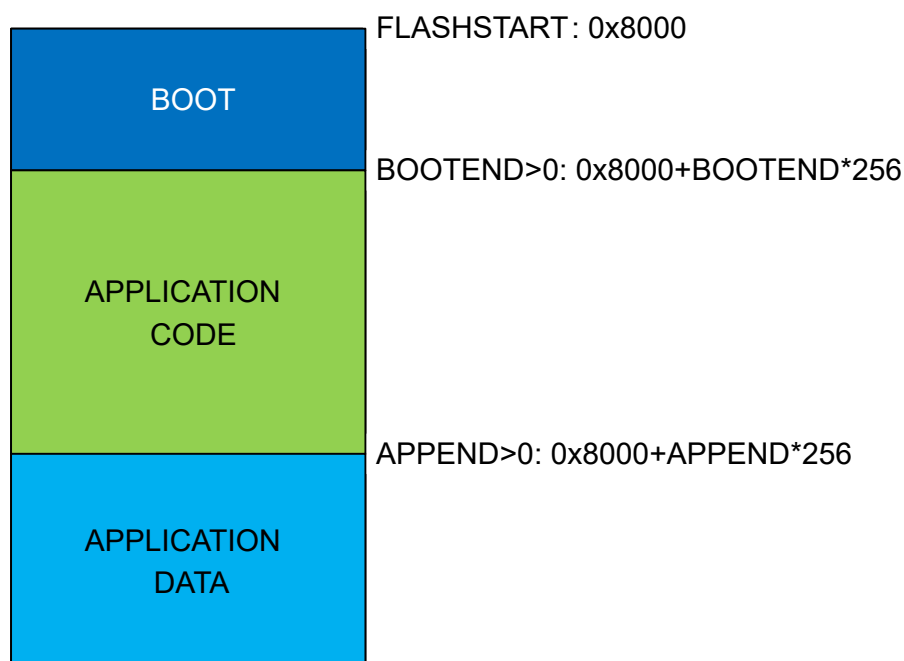 FLASHSTART: 0x8000
BOOT
BOOTEND>0: 0x8000+BOOTEND*256
APPLICATION
CODE
APPEND>0: 0x8000+APPEND*256
APPLICATION
DATA